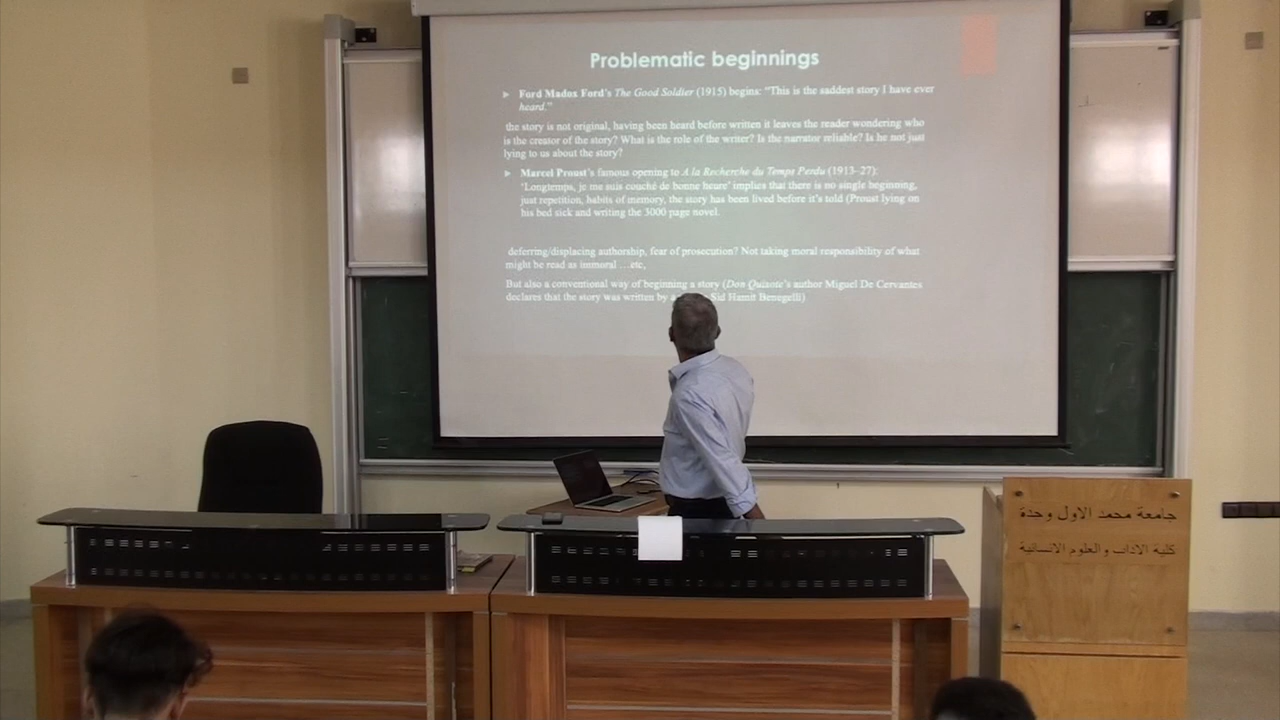 Problematic beginnings
Ford Madox Ford's The Good Soldier (1915) begins: “This is the saddest story I have ever
heard.”
the story is not original, having been heard before written it leaves the reader wondering who
is the creator of the story? What is the role of the writer? Is the narrator reliable? Is he not just
lying to us about the story?
Marcel Proust's famous opening to A la Recherche du Temps Perdu (1913–27):
‘Longtemps, je me suis couché de bonne heure’ implies that there is no single beginning,
just repetition, habits of memory, the story has been lived before it's told (Proust lying on
his bed sick and writing the 3000 page novel.
deferring/displacing authorship, fear of prosecution? Not taking moral responsibility of what
might be read as immoral …etc,
But also a conventional way of beginning a story (Don Quixote's author Miguel De Cervantes
declares that the story was written by Sid Hamit Benegelli)
جامعة محمد الاول وجدة
كلية الاداب والعلوم الانسانية